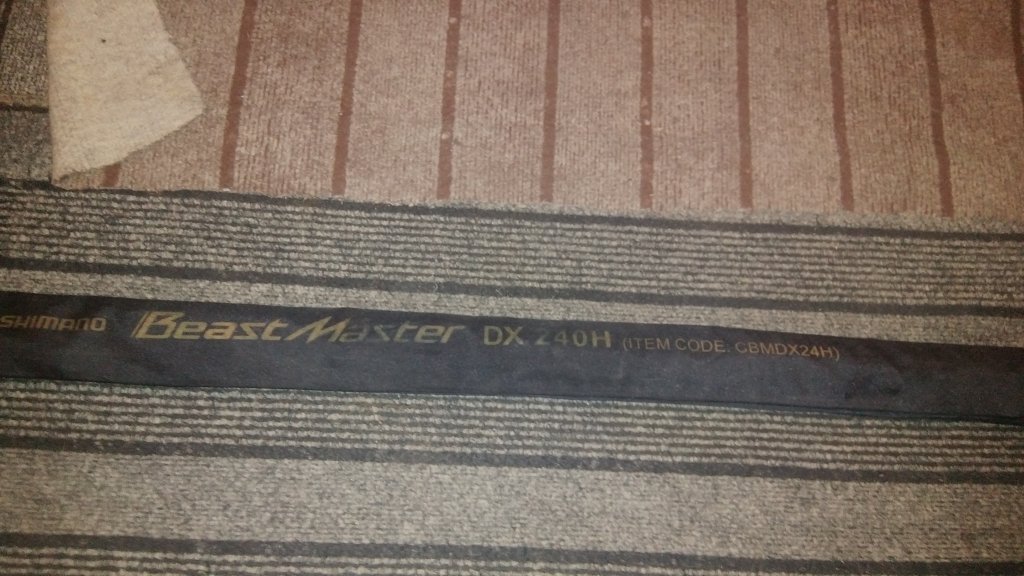 SHIMANO BeastMaster DX 240H (ITEM CODE. CBMDX24H)